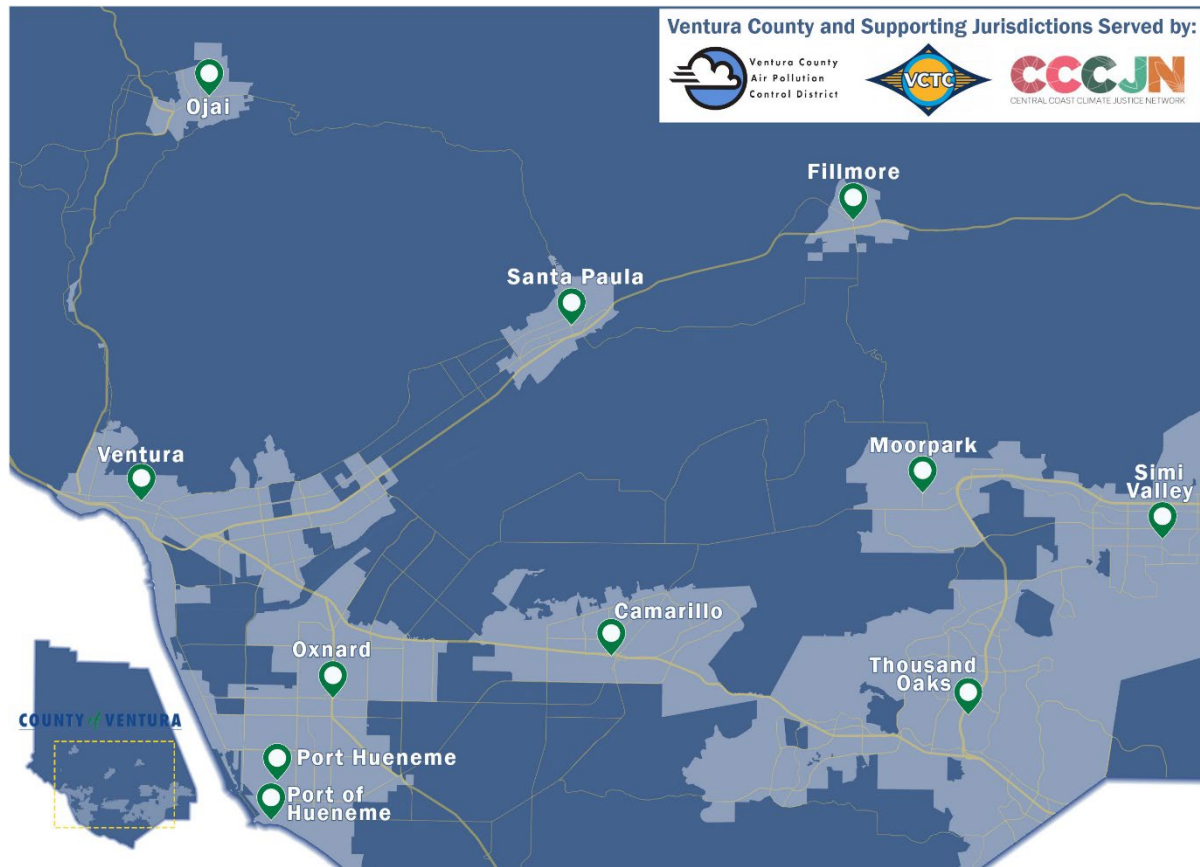 Ventura County and Supporting Jurisdictions Served by:
Ventura County
Air Pollution
Control District
VCTC
CCCJN
CENTRAL COAST CLIMATE JUSTICE NETWORK
Ojai
Fillmore
Santa Paula
Ventura
Moorpark
Simi
Valley
Camarillo
Oxnard
Thousand
Oaks
COUNTY of VENTURA
Port Hueneme
Port of
Hueneme